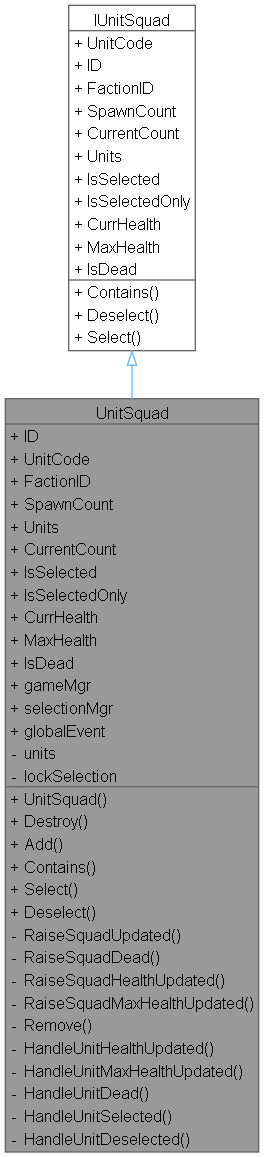 IUnitSquad
+ UnitCode
+ ID
+ FactionID
+ SpawnCount
+ CurrentCount
+ Units
+ IsSelected
+ IsSelectedOnly
+ CurrHealth
+ MaxHealth
+ IsDead
+ Contains()
+ Deselect()
+ Select()
UnitSquad
+ ID
+ UnitCode
+ FactionID
+ SpawnCount
+ Units
+ CurrentCount
+ IsSelected
+ IsSelectedOnly
+ CurrHealth
+ MaxHealth
+ IsDead
+ gameMgr
+ selectionMgr
+ globalEvent
- units
- lockSelection
+ UnitSquad()
+ Destroy()
+ Add()
+ Contains()
+ Select()
+ Deselect()
- RaiseSquadUpdated()
- RaiseSquadDead()
- RaiseSquadHealthUpdated()
- RaiseSquadMaxHealthUpdated()
- Remove()
- HandleUnitHealthUpdated()
- HandleUnitMaxHealthUpdated()
- HandleUnitDead()
- HandleUnitSelected()
- HandleUnitDeselected()